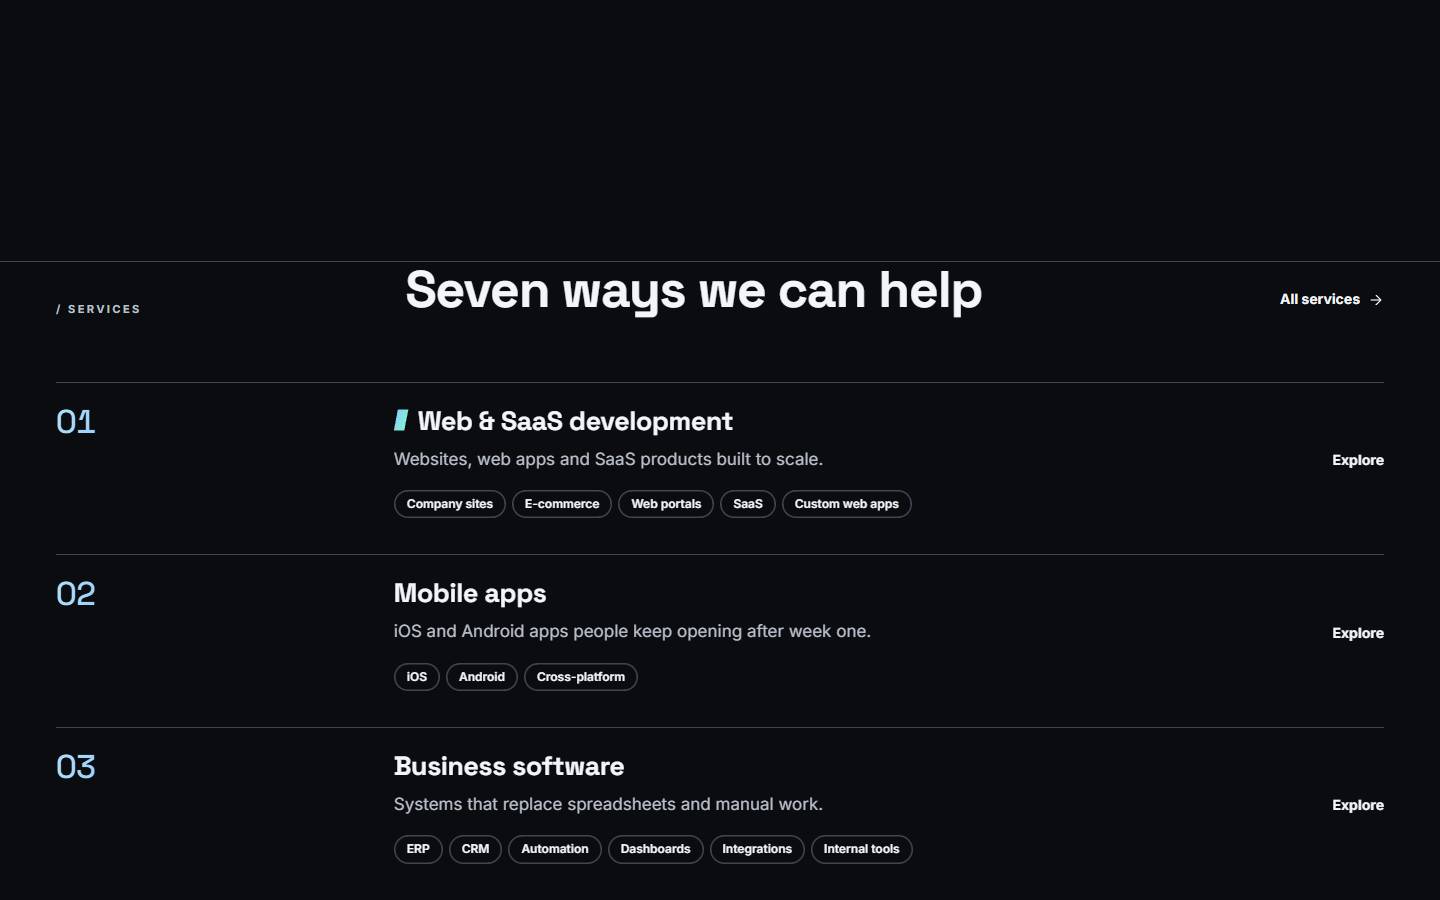 / SERVICES
Seven ways we can help
All services →
01
Web & SaaS development
Websites, web apps and SaaS products built to scale.
Explore
Company sites
E-commerce
Web portals
SaaS
Custom web apps
02
Mobile apps
iOS and Android apps people keep opening after week one.
Explore
iOS
Android
Cross-platform
03
Business software
Systems that replace spreadsheets and manual work.
Explore
ERP
CRM
Automation
Dashboards
Integrations
Internal tools